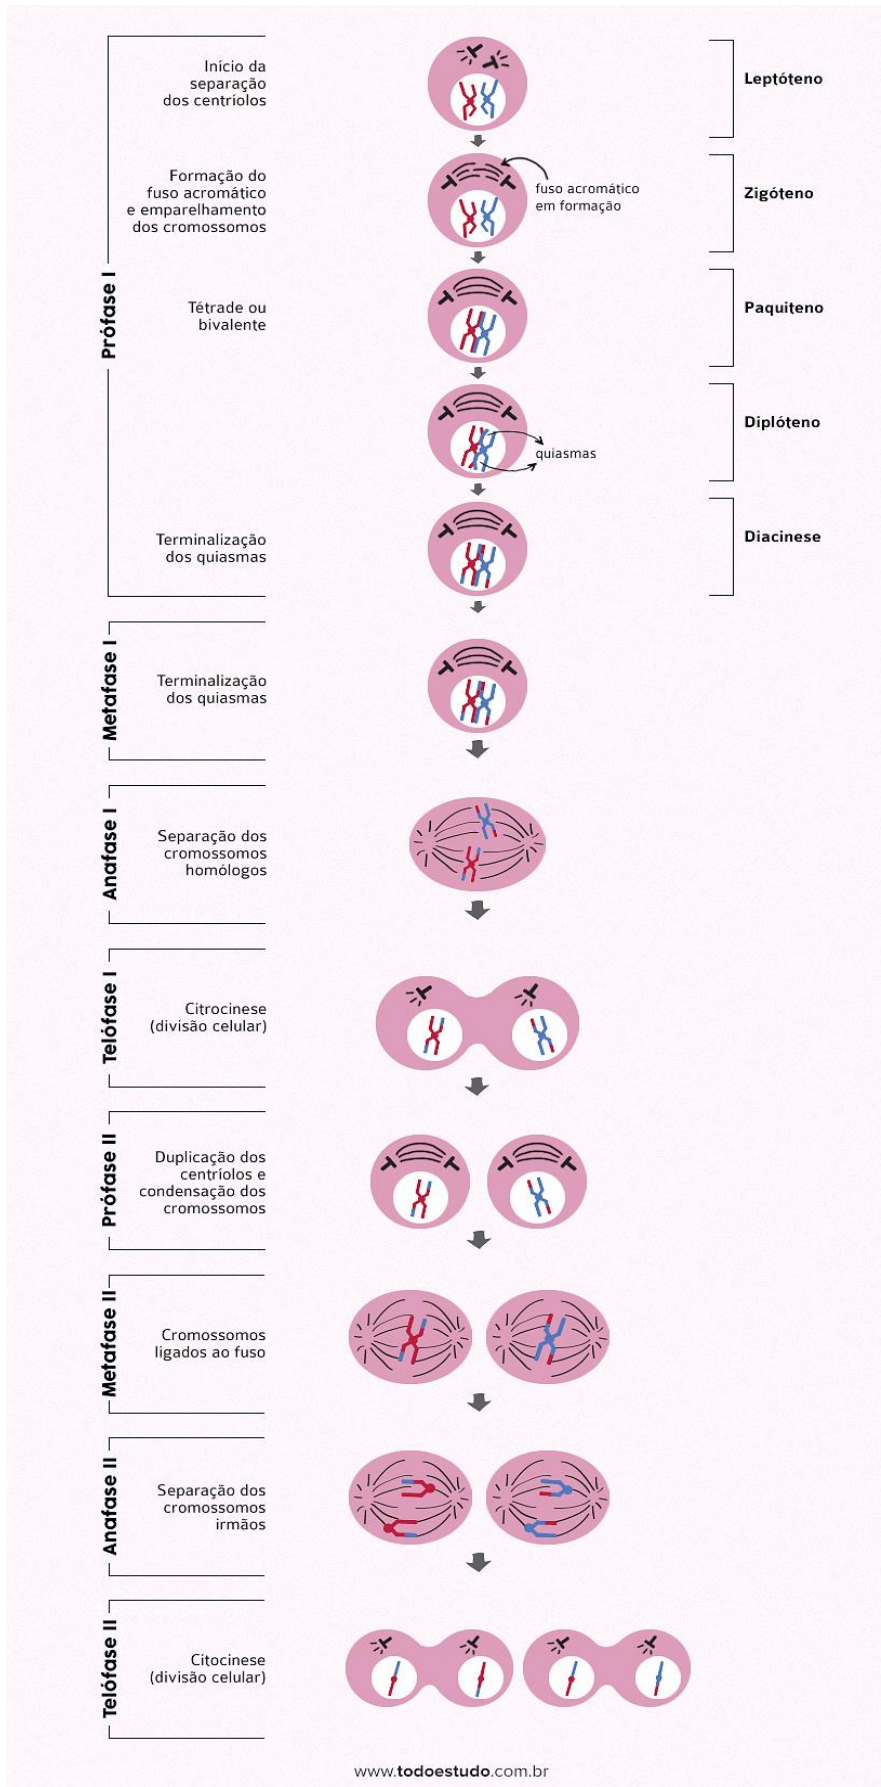 Prófase I
Início da
separação
dos centríolos
Leptóteno
Formação do
fuso acromático
e emparelhamento
dos cromossomos
fuso acromático
em formação
Zigóteno
Tétrade ou
bivalente
Paquiteno
Diplóteno
quiasmas
Terminalização
dos quiasmas
Diacinese
Metafase I
Terminalização
dos quiasmas
Anafase I
Separação dos
cromossomos
homólogos
Telófase I
Citrocinese
(divisão celular)
Prófase II
Duplicação dos
centríolos e
condensação dos
cromossomos
Metafase II
Cromossomos
ligados ao fuso
Anafase II
Separação dos
cromossomos
irmãos
Telófase II
Citocinese
(divisão celular)
www.todoestudo.com.br